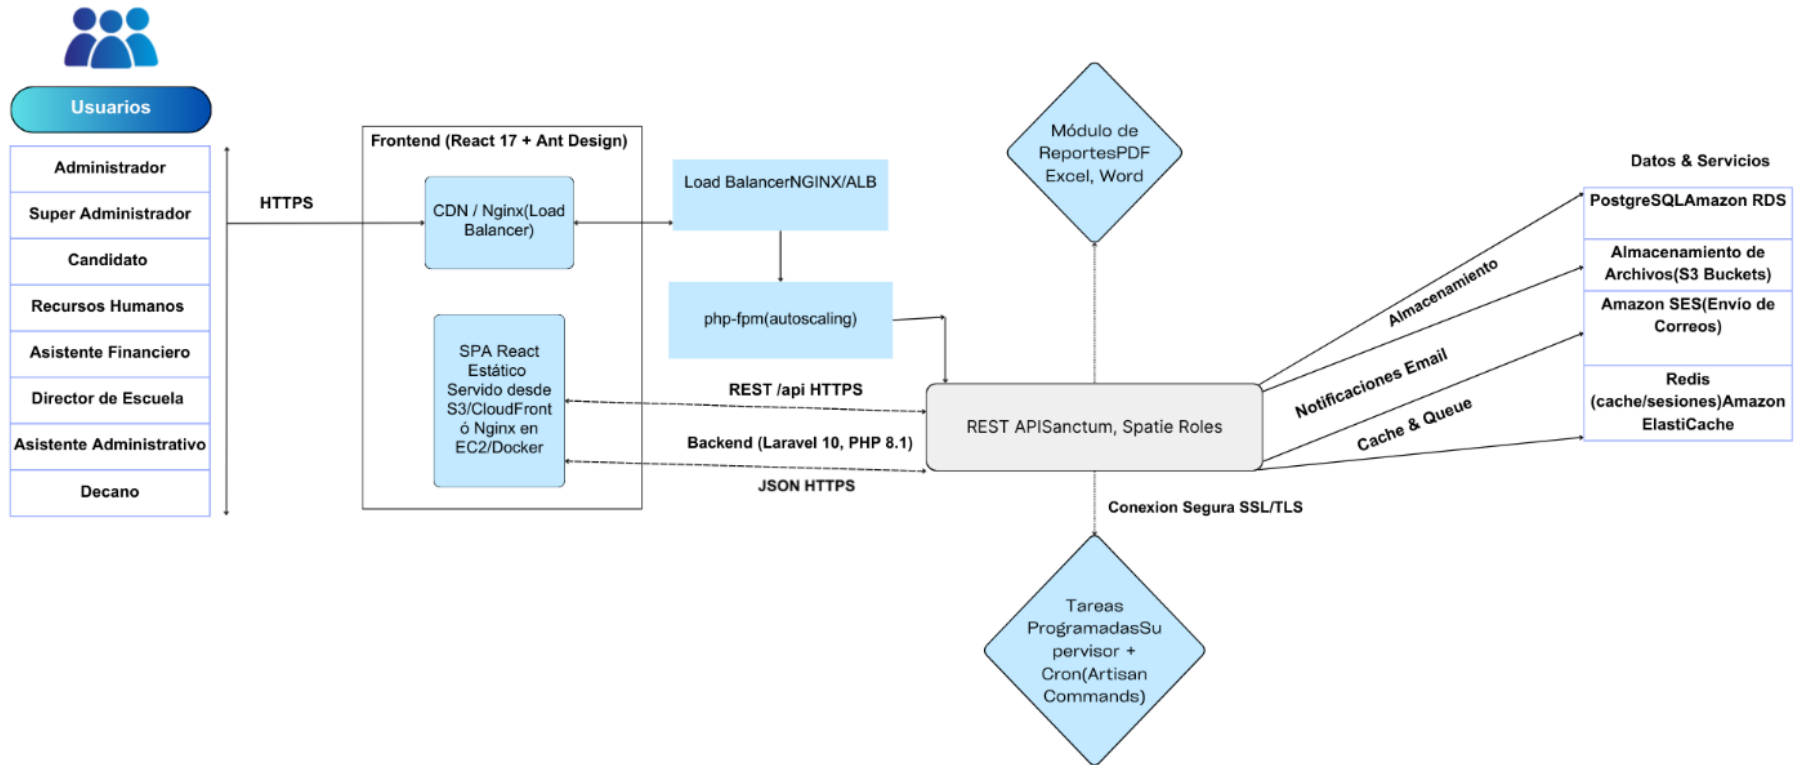 Usuarios
Administrador
Super Administrador
Candidato
Recursos Humanos
Asistente Financiero
Director de Escuela
Asistente Administrativo
Decano
HTTPS
Frontend (React 17 + Ant Design)
CDN / Nginx(Load
Balancer)
SPA React
Estático
Servido desde
S3/CloudFront
ó Nginx en
EC2/Docker
Load BalancerNGINX/ALB
php-fpm(autoscaling)
REST /api HTTPS
Backend (Laravel 10, PHP 8.1)
JSON HTTPS
Módulo de
ReportesPDF
Excel, Word
REST APISanctum, Spatie Roles
Conexion Segura SSL/TLS
Tareas
ProgramadasSu
pervisor +
Cron(Artisan
Commands)
Almacenamiento
Notificaciones Email
Cache & Queue
Datos & Servicios
PostgreSQLAmazon RDS
Almacenamiento de
Archivos(S3 Buckets)
Amazon SES(Envío de
Correos)
Redis
(cache/sesiones)Amazon
ElastiCache